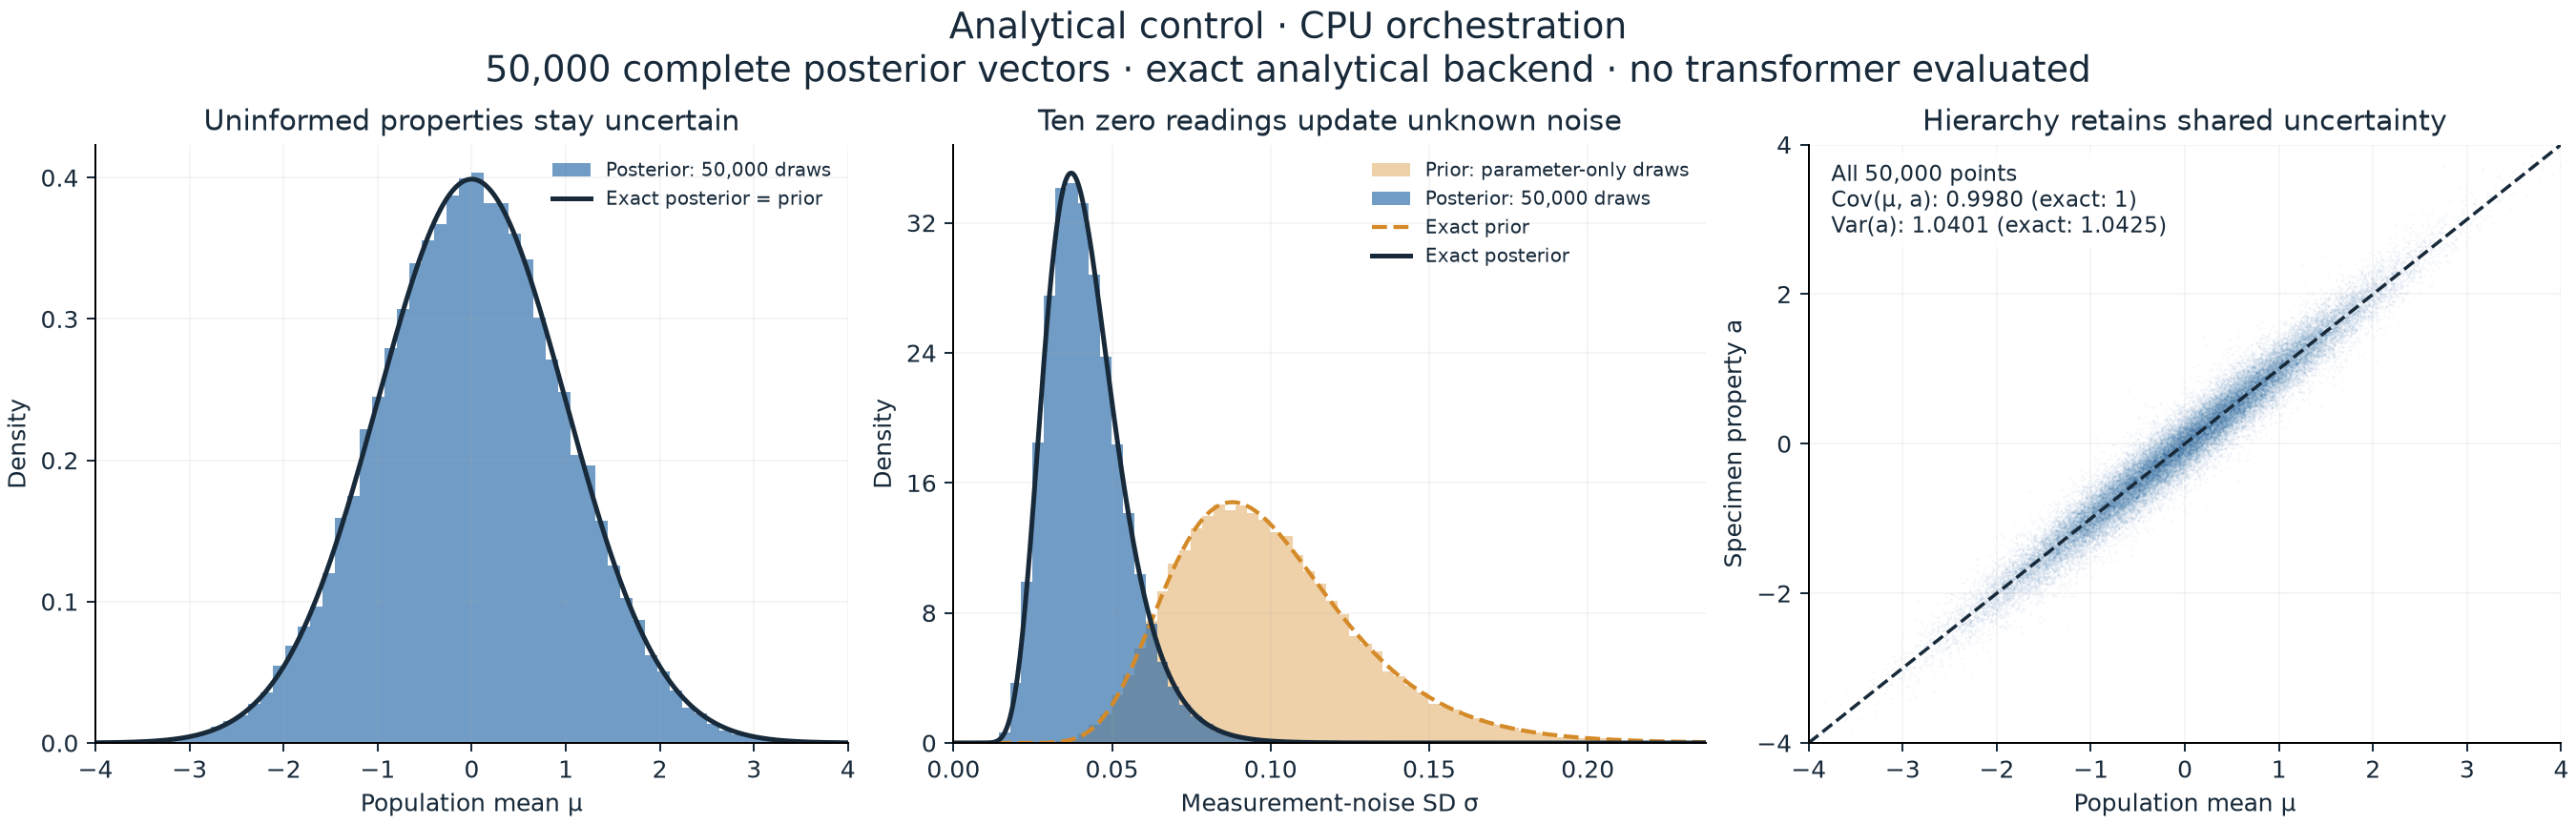 Analytical control · CPU orchestration
50,000 complete posterior vectors · exact analytical backend · no transformer evaluated
Uninformed properties stay uncertain
Posterior: 50,000 draws
Exact posterior = prior
Density
0.4
0.3
0.2
0.1
0.0
−4 −3 −2 −1 0 1 2 3 4
Population mean μ
Ten zero readings update unknown noise
Prior: parameter-only draws
Posterior: 50,000 draws
Exact prior
Exact posterior
Density
32
24
16
8
0
0.00 0.05 0.10 0.15 0.20
Measurement-noise SD σ
Hierarchy retains shared uncertainty
All 50,000 points
Cov(μ, a): 0.9980 (exact: 1)
Var(a): 1.0401 (exact: 1.0425)
Specimen property a
4
2
0
−2
−4
−4 −3 −2 −1 0 1 2 3 4
Population mean μ